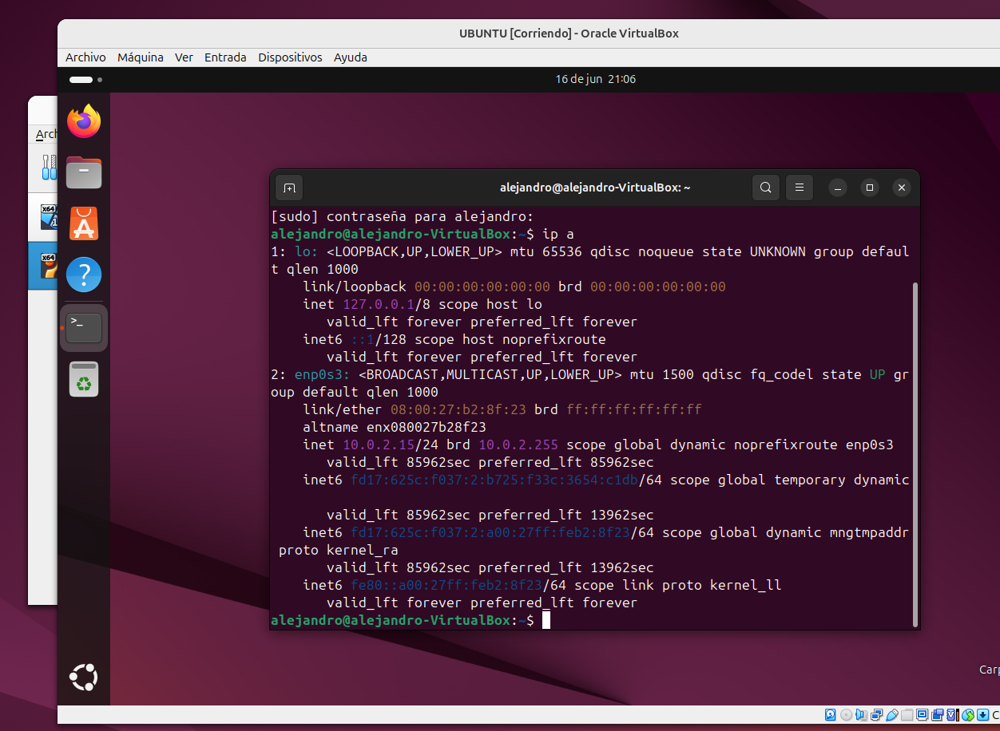 UBUNTU [Corriendo] - Oracle VirtualBox
Archivo Máquina Ver Entrada Dispositivos Ayuda
16 de jun 21:06
x64
x64
alejandro@alejandro-VirtualBox: ~
[sudo] contraseña para alejandro:
alejandro@alejandro-VirtualBox:~$ ip a
1: lo: <LOOPBACK,UP,LOWER_UP> mtu 65536 qdisc noqueue state UNKNOWN group defaul
t qlen 1000
link/loopback 00:00:00:00:00:00 brd 00:00:00:00:00:00
inet 127.0.0.1/8 scope host lo
valid_lft forever preferred_lft forever
inet6 ::1/128 scope host noprefixroute
valid_lft forever preferred_lft forever
2: enp0s3: <BROADCAST,MULTICAST,UP,LOWER_UP> mtu 1500 qdisc fq_codel state UP gr
oup default qlen 1000
link/ether 08:00:27:b2:8f:23 brd ff:ff:ff:ff:ff:ff
altname enx080027b28f23
inet 10.0.2.15/24 brd 10.0.2.255 scope global dynamic noprefixroute enp0s3
valid_lft 85962sec preferred_lft 85962sec
inet6 fd17:625c:f037:2:b725:f33c:3654:c1db/64 scope global temporary dynamic
valid_lft 85962sec preferred_lft 13962sec
inet6 fd17:625c:f037:2:a00:27ff:feb2:8f23/64 scope global dynamic mngtmpaddr
proto kernel_ra
valid_lft 85962sec preferred_lft 13962sec
inet6 fe80::a00:27ff:feb2:8f23/64 scope link proto kernel_ll
valid_lft forever preferred_lft forever
alejandro@alejandro-VirtualBox:~$